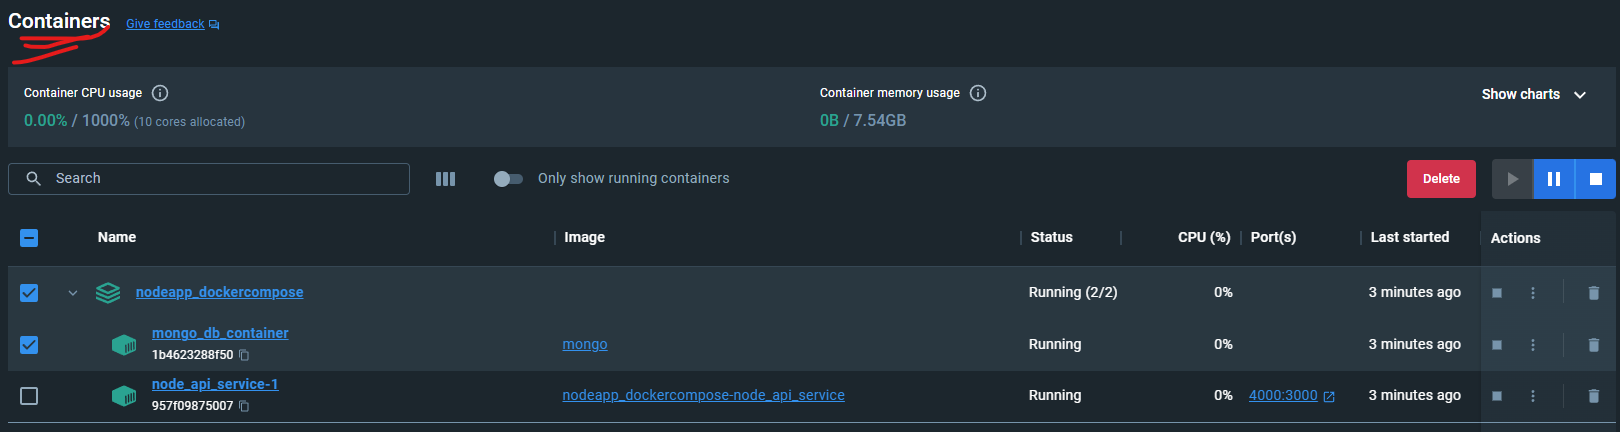 Containers Give feedback
Container CPU usage Container memory usage Show charts
0.00% / 1000% (10 cores allocated) 0B / 7.54GB
Search Only show running containers Delete
Name Image Status CPU (%) Port(s) Last started Actions
nodeapp_dockercompose Running (2/2) 0% 3 minutes ago
mongo_db_container
1b4623288f50 mongo Running 0% 3 minutes ago
node_api_service-1
957f09875007 nodeapp_dockercompose-node_api_service Running 0% 4000:3000 3 minutes ago